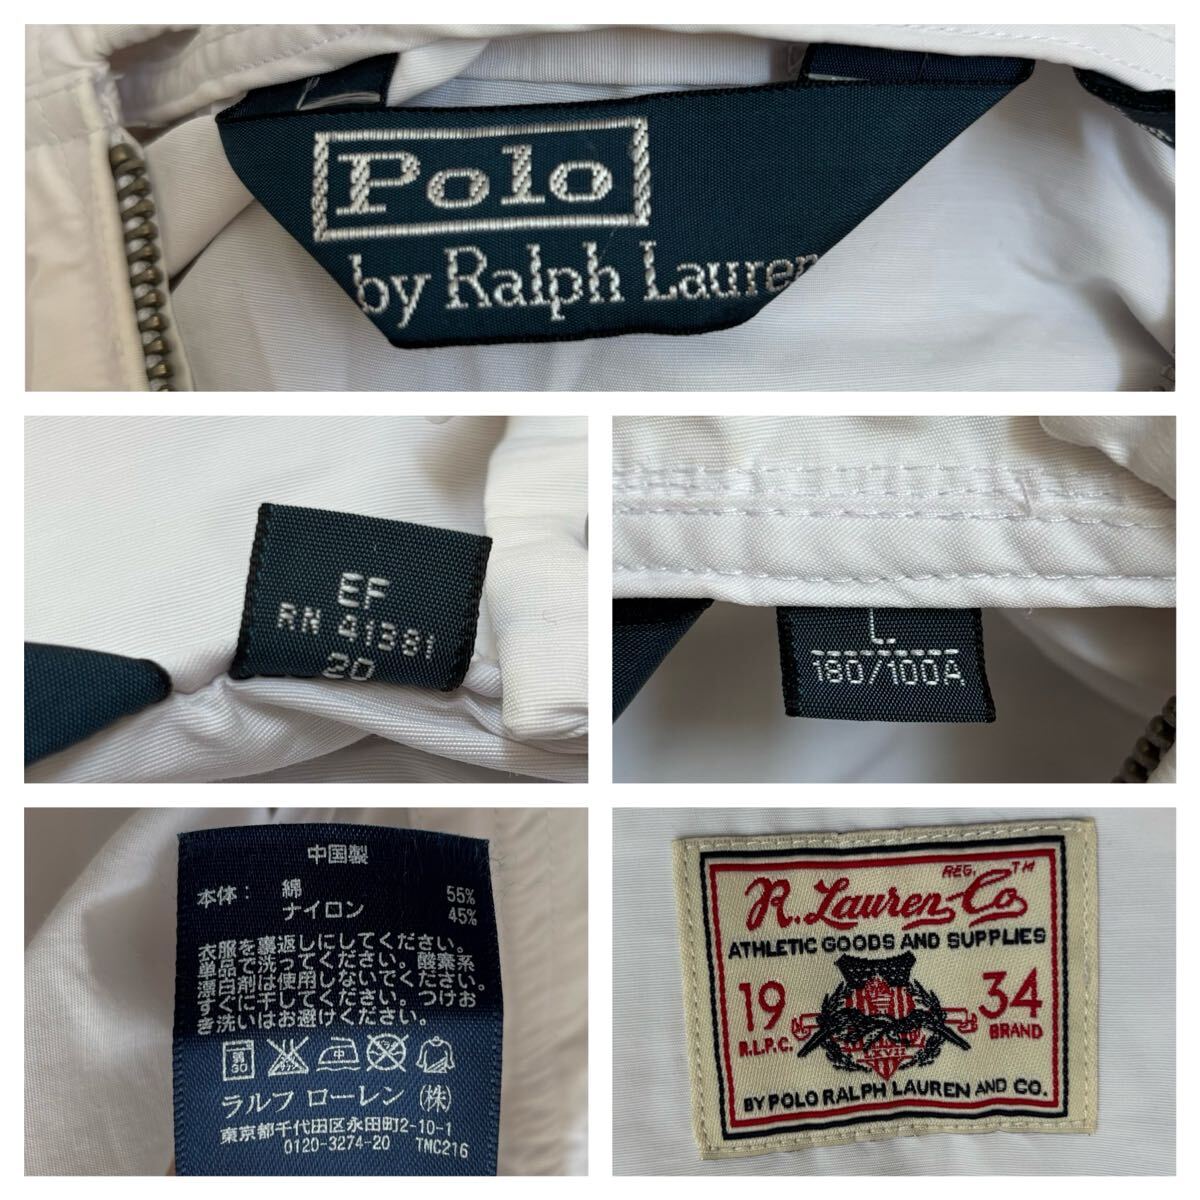 Polo
by Ralph Lauren
EF
RN 41381
20
L.
180/100A
中国製
本体: 綿 55%
ナイロン 45%
衣服を裏返しにしてください。
単品で洗ってください。酸素系
漂白剤は使用しないでください。
すぐに干してください。つけお
き洗いはお避けください。
弱 30 中
ラルフ ローレン (株)
東京都千代田区永田町2-10-1
0120-3274-20 TMC216
REG. TM
R. Lauren-Co
ATHLETIC GOODS AND SUPPLIES
19 34
R.L.P.C. BRAND
LXVII
BY POLO RALPH LAUREN AND CO.